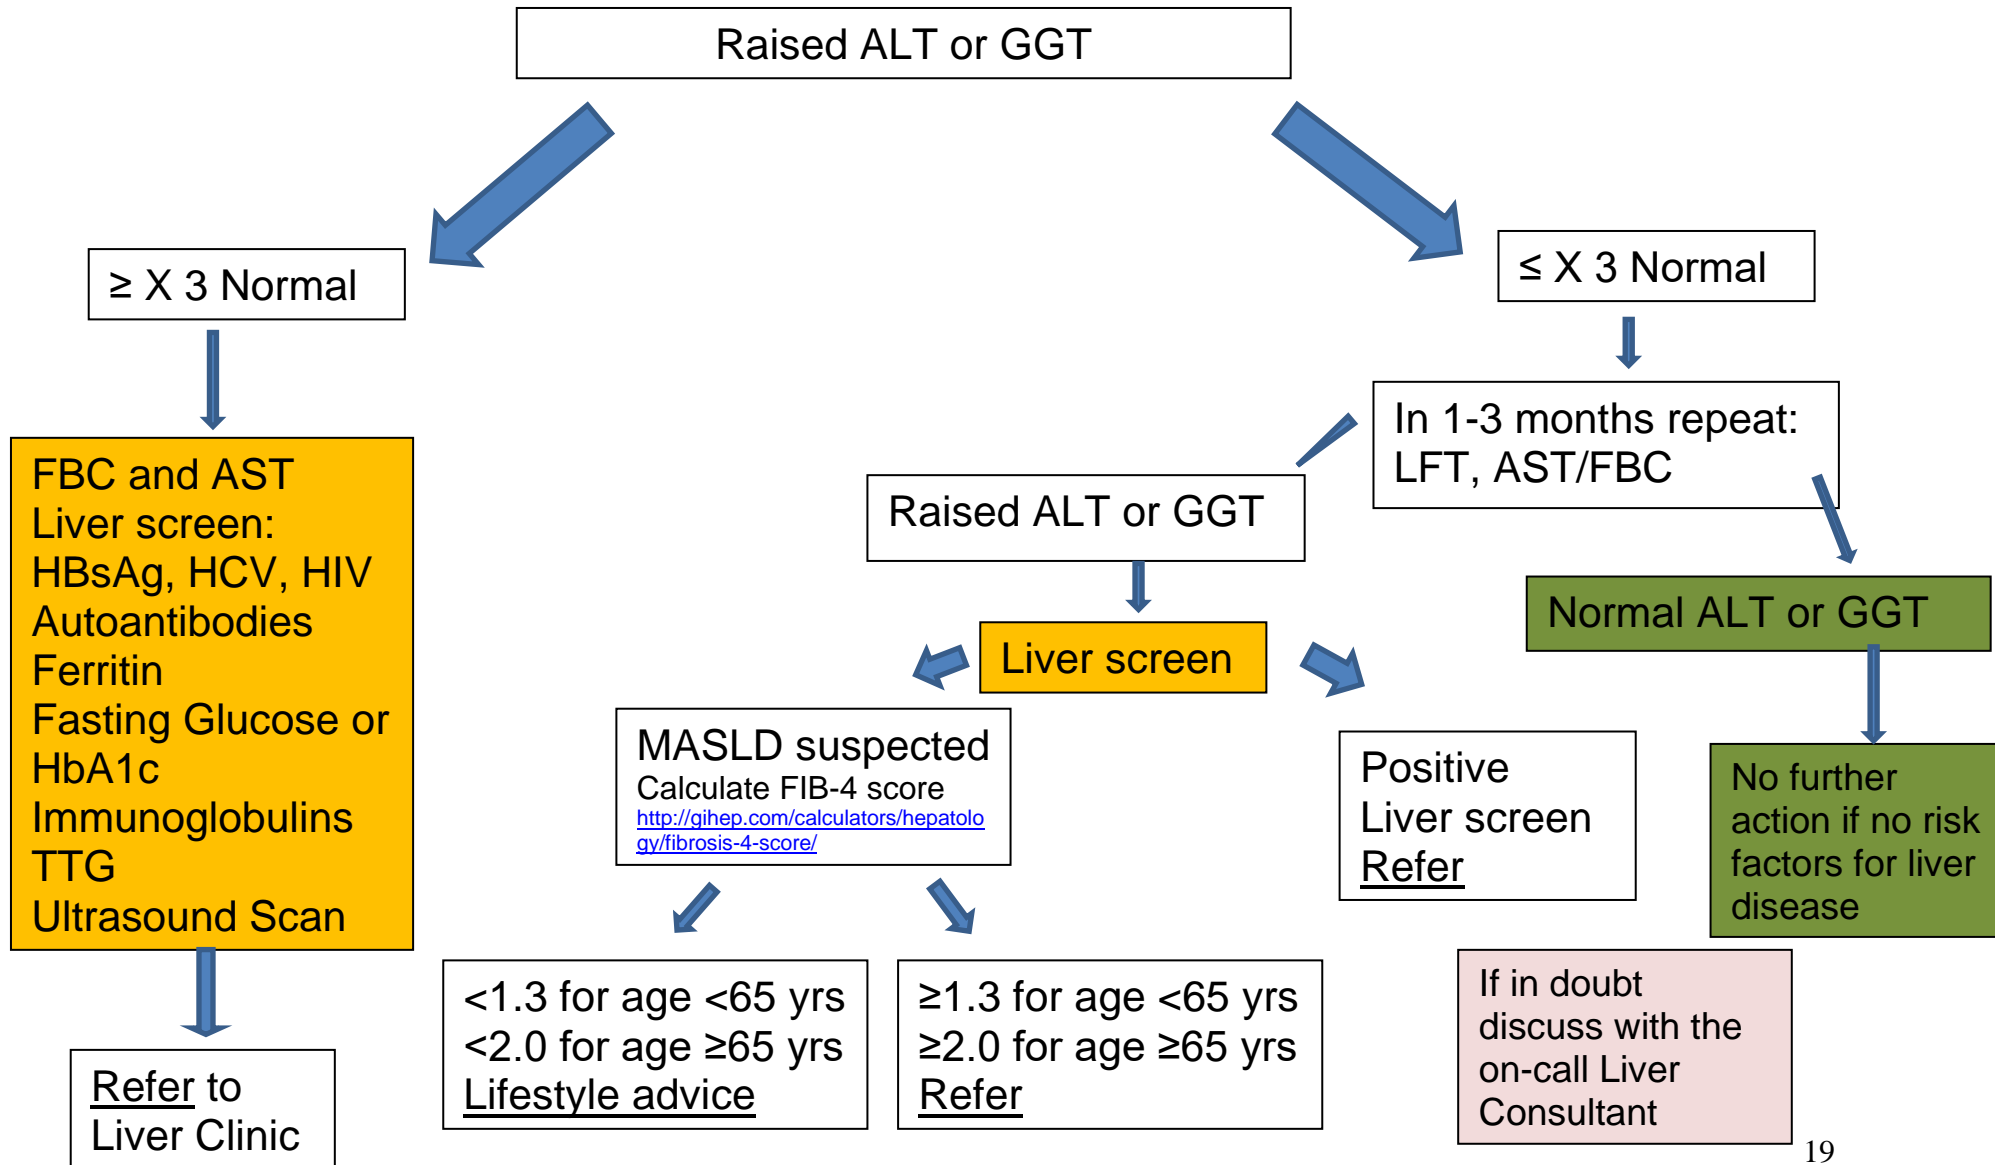 Raised ALT or GGT
≥ X 3 Normal
≤ X 3 Normal
FBC and AST
Liver screen:
HBsAg, HCV, HIV
Autoantibodies
Ferritin
Fasting Glucose or
HbA1c
Immunoglobulins
TTG
Ultrasound Scan
Refer to
Liver Clinic
In 1-3 months repeat:
LFT, AST/FBC
Raised ALT or GGT
Liver screen
MASLD suspected
Calculate FIB-4 score
http://gihep.com/calculators/hepatolo
gy/fibrosis-4-score/
<1.3 for age <65 yrs
<2.0 for age ≥65 yrs
Lifestyle advice
≥1.3 for age <65 yrs
≥2.0 for age ≥65 yrs
Refer
Positive
Liver screen
Refer
Normal ALT or GGT
No further
action if no risk
factors for liver
disease
If in doubt
discuss with the
on-call Liver
Consultant
19